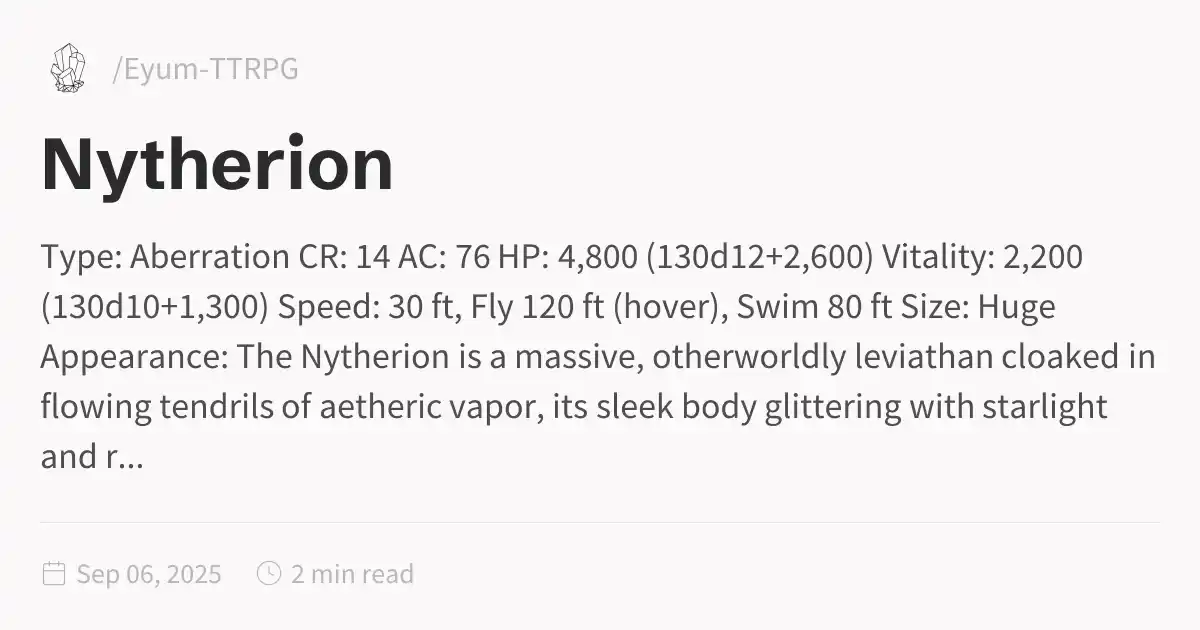 /Eyum-TTRPG
Nytherion
Type: Aberration CR: 14 AC: 76 HP: 4,800 (130d12+2,600) Vitality: 2,200
(130d10+1,300) Speed: 30 ft, Fly 120 ft (hover), Swim 80 ft Size: Huge
Appearance: The Nytherion is a massive, otherworldly leviathan cloaked in
flowing tendrils of aetheric vapor, its sleek body glittering with starlight
and r...
Sep 06, 2025 2 min read